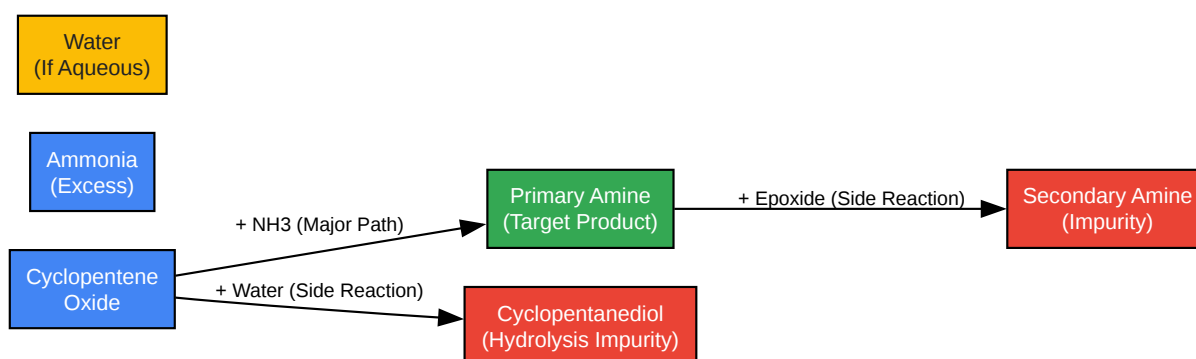 Water
(If Aqueous)
Ammonia
(Excess)
Cyclopentene
Oxide
+ NH3 (Major Path)
+ Water (Side Reaction)
Primary Amine
(Target Product)
Cyclopentanediol
(Hydrolysis Impurity)
+ Epoxide (Side Reaction)
Secondary Amine
(Impurity)